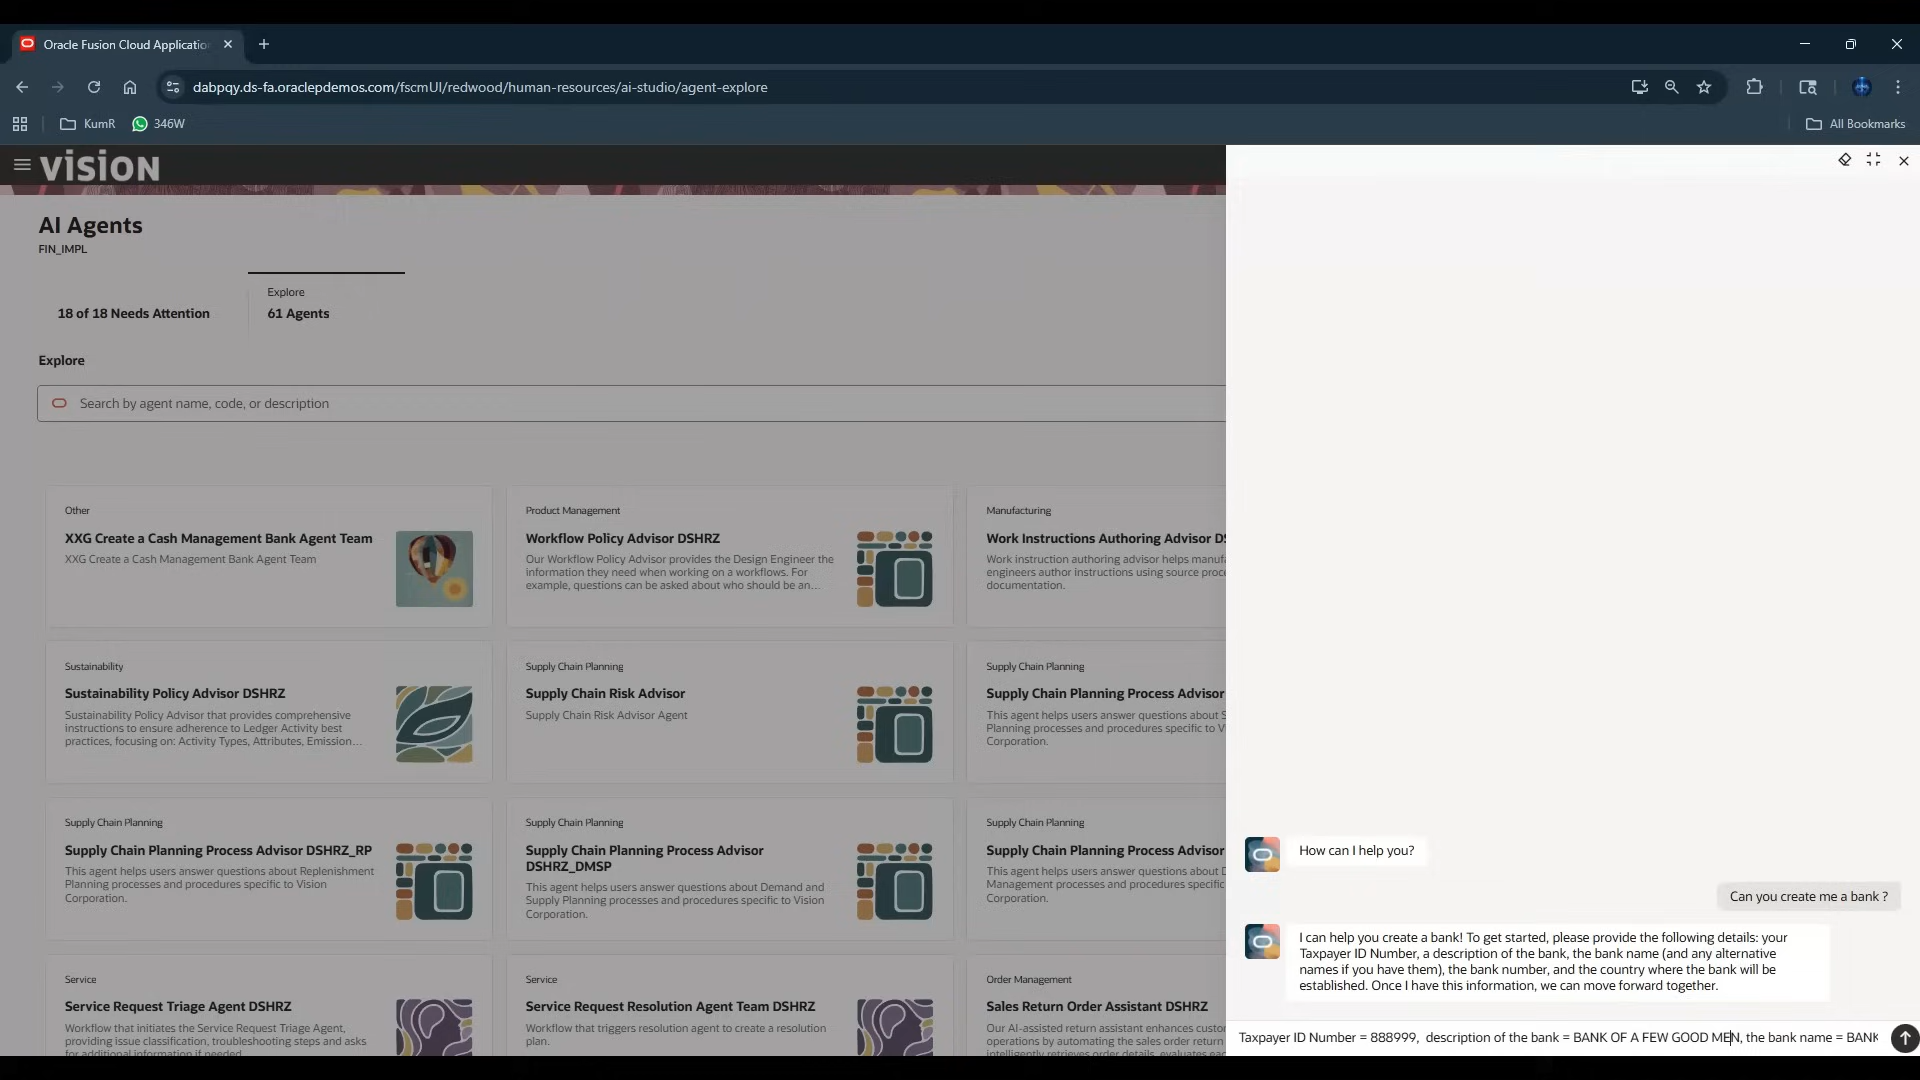 Oracle Fusion Cloud Applicatio
dabpqy.ds-fa.oraclepdemos.com/fscmUI/redwood/human-resources/ai-studio/agent-explore
KumR
346W
All Bookmarks
VISION
AI Agents
FIN_IMPL
18 of 18 Needs Attention
Explore
61 Agents
Explore
Search by agent name, code, or description
Other
XXG Create a Cash Management Bank Agent Team
XXG Create a Cash Management Bank Agent Team
Product Management
Workflow Policy Advisor DSHRZ
Our Workflow Policy Advisor provides the Design Engineer the
information they need when working on a workflows. For
example, questions can be asked about who should be an...
Manufacturing
Work Instructions Authoring Advisor DS
Work instruction authoring advisor helps manuf
engineers author instructions using source proc
documentation.
Sustainability
Sustainability Policy Advisor DSHRZ
Sustainability Policy Advisor that provides comprehensive
instructions to ensure adherence to Ledger Activity best
practices, focusing on: Activity Types, Attributes, Emission...
Supply Chain Planning
Supply Chain Risk Advisor
Supply Chain Risk Advisor Agent
Supply Chain Planning
Supply Chain Planning Process Advisor
This agent helps users answer questions about S
Planning processes and procedures specific to V
Corporation.
Supply Chain Planning
Supply Chain Planning Process Advisor DSHRZ_RP
This agent helps users answer questions about Replenishment
Planning processes and procedures specific to Vision
Corporation.
Supply Chain Planning
Supply Chain Planning Process Advisor
DSHRZ_DMSP
This agent helps users answer questions about Demand and
Supply Planning processes and procedures specific to Vision
Corporation.
Supply Chain Planning
Supply Chain Planning Process Advisor
This agent helps users answer questions about D
Management processes and procedures specific
Corporation.
Service
Service Request Triage Agent DSHRZ
Workflow that initiates the Service Request Triage Agent,
providing issue classification, troubleshooting steps and asks
for additional information if needed.
Service
Service Request Resolution Agent Team DSHRZ
Workflow that triggers resolution agent to create a resolution
plan.
Order Management
Sales Return Order Assistant DSHRZ
Our AI-assisted return assistant enhances custo
operations by automating the sales order return
intelligently retrieves order details, evaluates eac
How can I help you?
Can you create me a bank ?
I can help you create a bank! To get started, please provide the following details: your
Taxpayer ID Number, a description of the bank, the bank name (and any alternative
names if you have them), the bank number, and the country where the bank will be
established. Once I have this information, we can move forward together.
Taxpayer ID Number = 888999, description of the bank = BANK OF A FEW GOOD MEN, the bank name = BANK